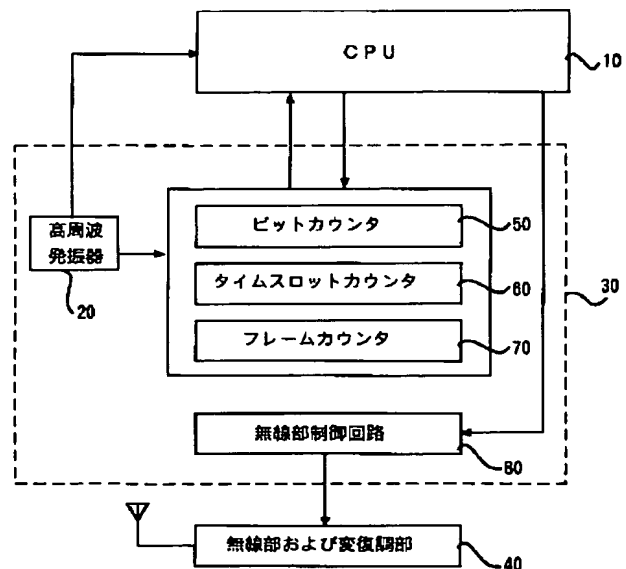 CPU
10
高周波
発振器
20
ビットカウンタ
50
タイムスロットカウンタ
60
フレームカウンタ
70
30
無線部制御回路
80
無線部および変復調部
40